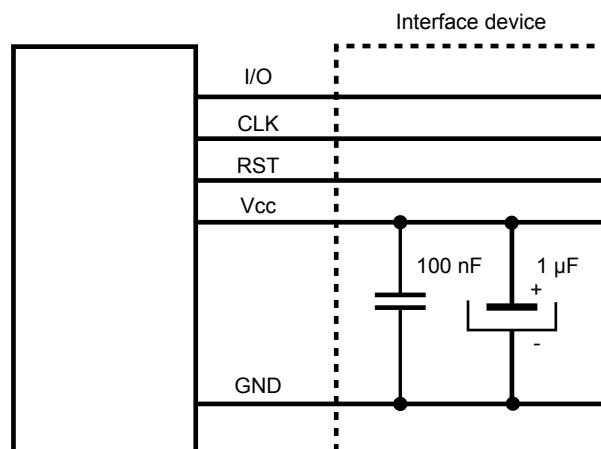 Interface device
I/O
CLK
RST
Vcc
100 nF
1 µF
+
-
GND